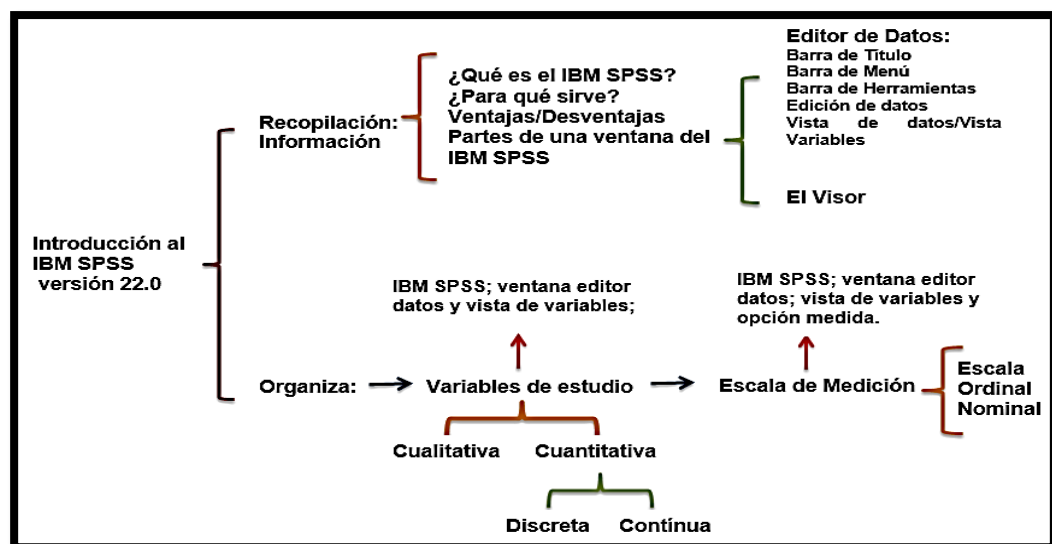 Introducción al
IBM SPSS
versión 22.0
Recopilación:
Información
¿Qué es el IBM SPSS?
¿Para qué sirve?
Ventajas/Desventajas
Partes de una ventana del
IBM SPSS
Editor de Datos:
Barra de Título
Barra de Menú
Barra de Herramientas
Edición de datos
Vista de datos/Vista
Variables
El Visor
Organiza:
IBM SPSS; ventana editor
datos y vista de variables;
Variables de estudio
Cualitativa
Cuantitativa
Discreta
Contínua
IBM SPSS; ventana editor
datos; vista de variables y
opción medida.
Escala de Medición
Escala
Ordinal
Nominal